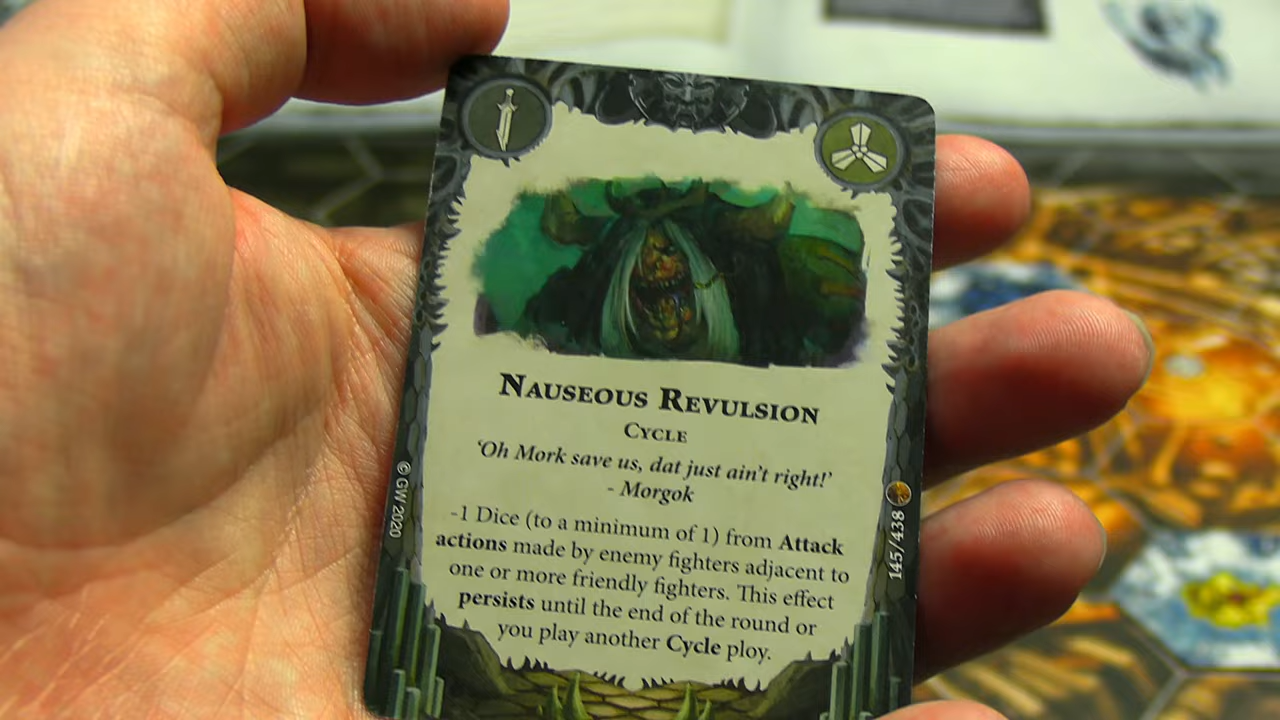 NAUSEOUS REVULSION
CYCLE
‘Oh Mork save us, dat just ain’t right!’
- Morgok
-1 Dice (to a minimum of 1) from Attack
actions made by enemy fighters adjacent to
one or more friendly fighters. This effect
persists until the end of the round or
you play another Cycle ploy.
© GW 2020
145/438